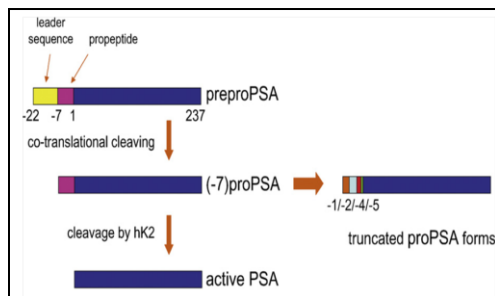 leader
sequence
propeptide
preproPSA
-22 -7 1 237
co-translational cleaving
(-7)proPSA
-1/-2/-4/-5
cleavage by hK2
truncated proPSA forms
active PSA